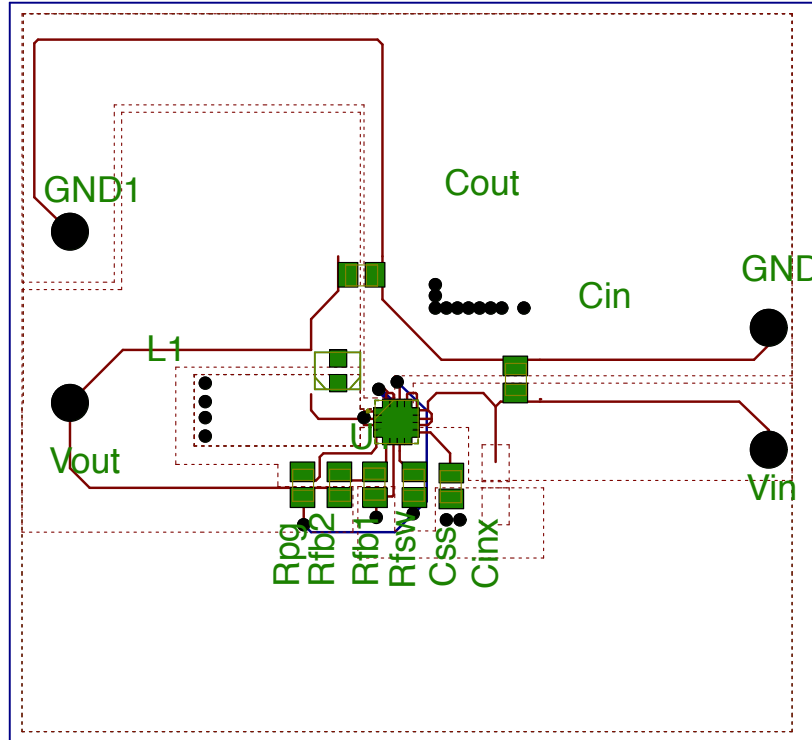 Cout
GND1
GND
Cin
L1
U
Vout
Vin
Rpg
Rfb2
Rfb1
Rfsw
Css
Cinx